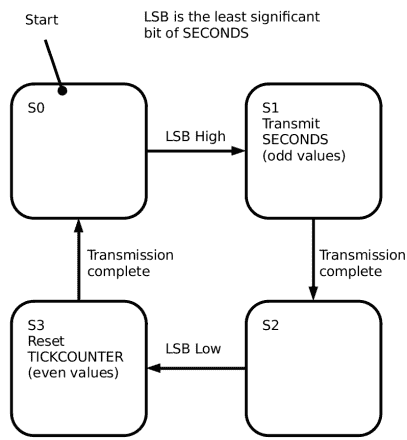 Start
LSB is the least significant
bit of SECONDS
S0
LSB High
S1
Transmit
SECONDS
(odd values)
Transmission
complete
Transmission
complete
S3
Reset
TICKCOUNTER
(even values)
LSB Low
S2